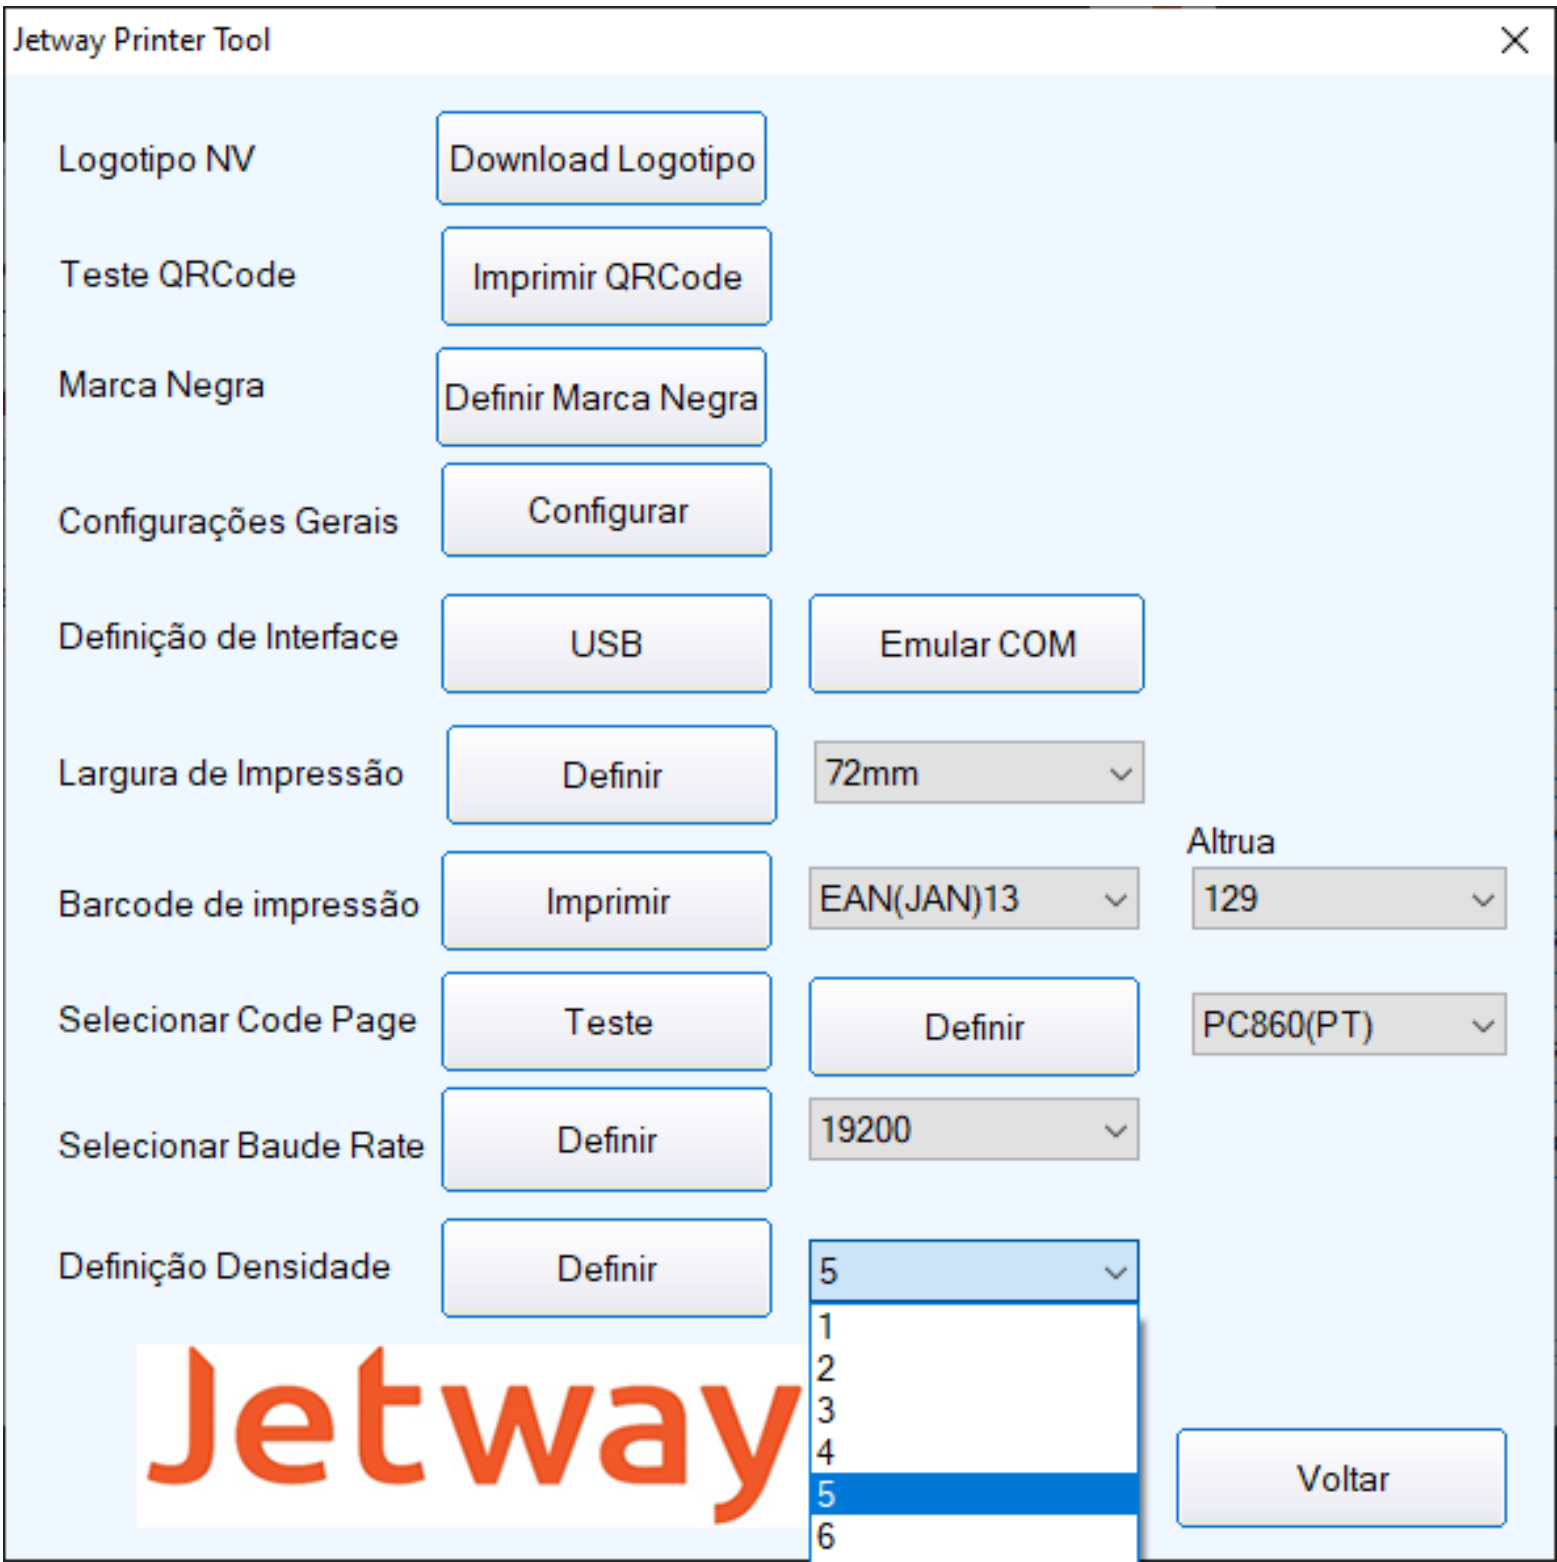 Jetway Printer Tool
Logotipo NV
Download Logotipo
Teste QRCode
Imprimir QRCode
Marca Negra
Definir Marca Negra
Configurações Gerais
Configurar
Definição de Interface
USB
Emular COM
Largura de Impressão
Definir
72mm
Altrua
Barcode de impressão
Imprimir
EAN(JAN)13
129
Selecionar Code Page
Teste
Definir
PC860(PT)
Selecionar Baude Rate
Definir
19200
Definição Densidade
Definir
5
1
2
3
4
5
6
Jetway
Voltar